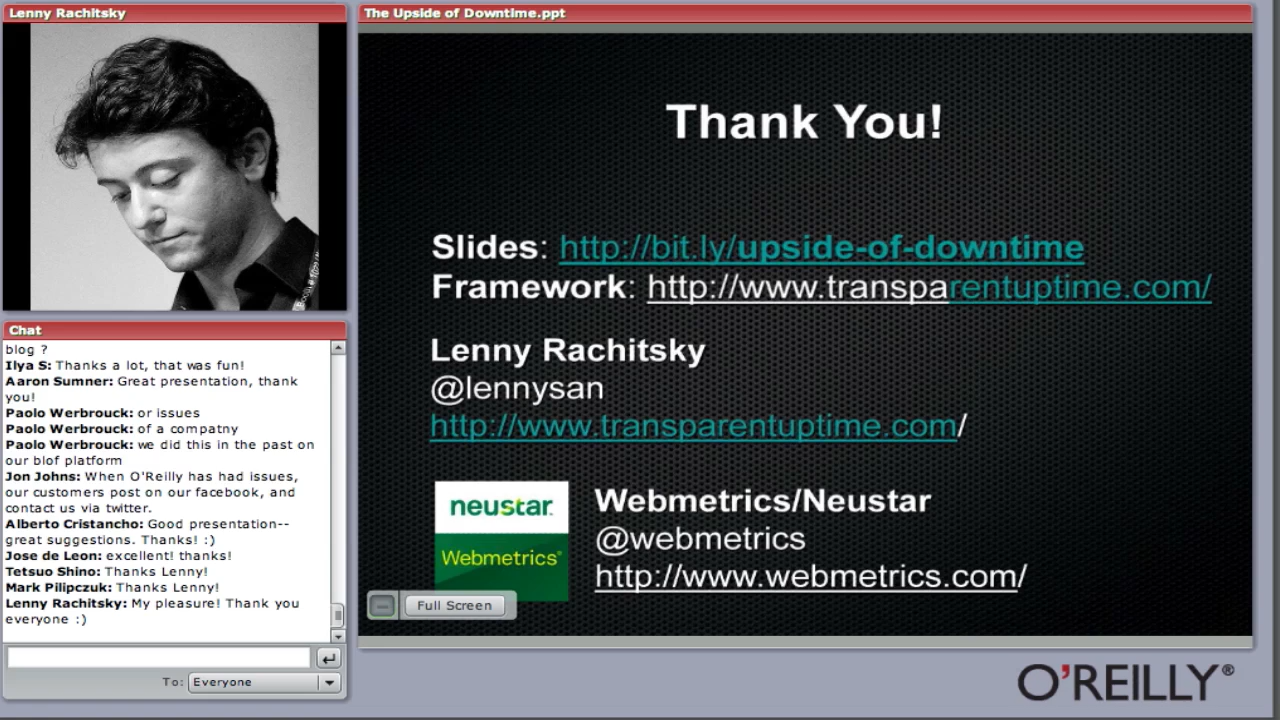 Lenny Rachitsky
Chat
blog ?
Ilya S: Thanks a lot, that was fun!
Aaron Sumner: Great presentation, thank
you!
Paolo Werbrouck: or issues
Paolo Werbrouck: of a compatny
Paolo Werbrouck: we did this in the past on
our blof platform
Jon Johns: When O'Reilly has had issues,
our customers post on our facebook, and
contact us via twitter.
Alberto Cristancho: Good presentation--
great suggestions. Thanks! :)
Jose de Leon: excellent! thanks!
Tetsuo Shino: Thanks Lenny!
Mark Pilipczuk: Thanks Lenny!
Lenny Rachitsky: My pleasure! Thank you
everyone :)
To: Everyone
The Upside of Downtime.ppt
Thank You!
Slides: http://bit.ly/upside-of-downtime
Framework: http://www.transparentuptime.com/
Lenny Rachitsky
@lennysan
http://www.transparentuptime.com/
neustar
Webmetrics®
Webmetrics/Neustar
@webmetrics
http://www.webmetrics.com/
Full Screen
O'REILLY®